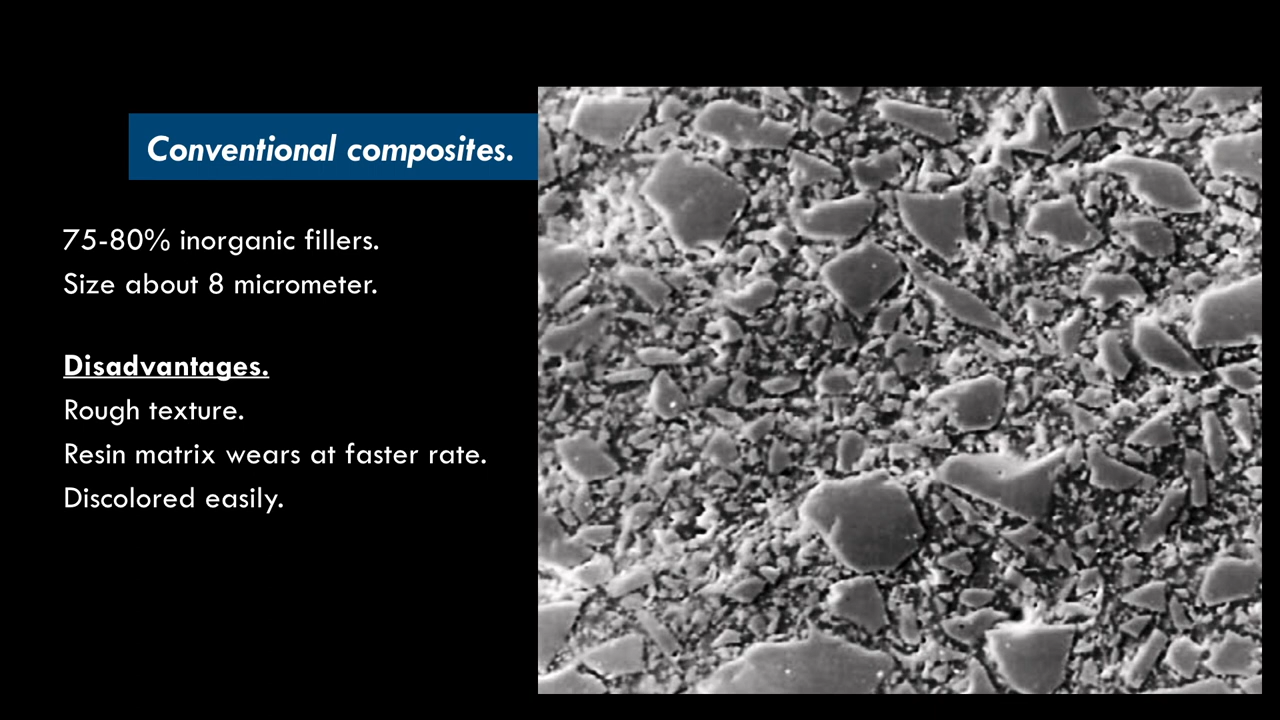 Conventional composites.
75-80% inorganic fillers.
Size about 8 micrometer.
Disadvantages.
Rough texture.
Resin matrix wears at faster rate.
Discolored easily.